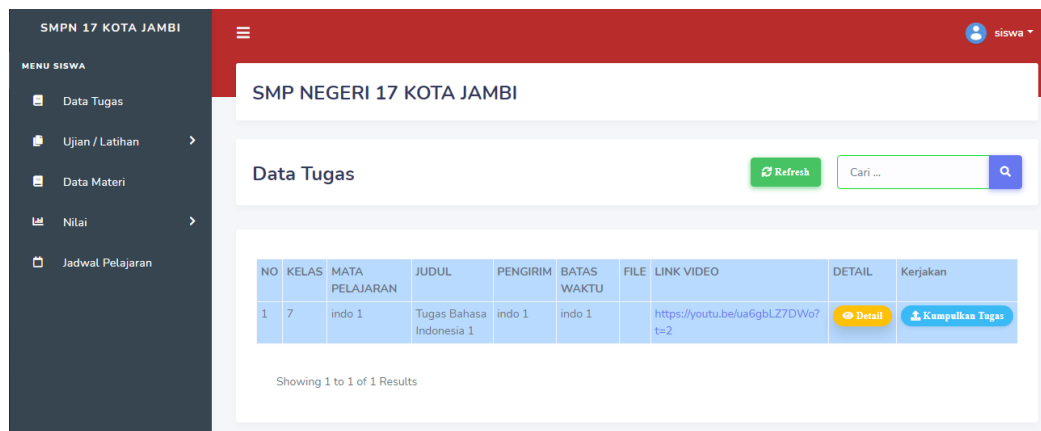 SMPN 17 KOTA JAMBI
siswa
MENU SISWA
Data Tugas
Ujian / Latihan
Data Materi
Nilai
Jadwal Pelajaran
SMP NEGERI 17 KOTA JAMBI
Data Tugas
Refresh
Cari ...
NO KELAS MATA PELAJARAN JUDUL PENGIRIM BATAS WAKTU FILE LINK VIDEO DETAIL Kerjakan
1 7 indo 1 Tugas Bahasa Indonesia 1 indo 1 indo 1 https://youtu.be/ua6gbLZ7DWo?t=2 Detail Kumpulkan Tugas
Showing 1 to 1 of 1 Results